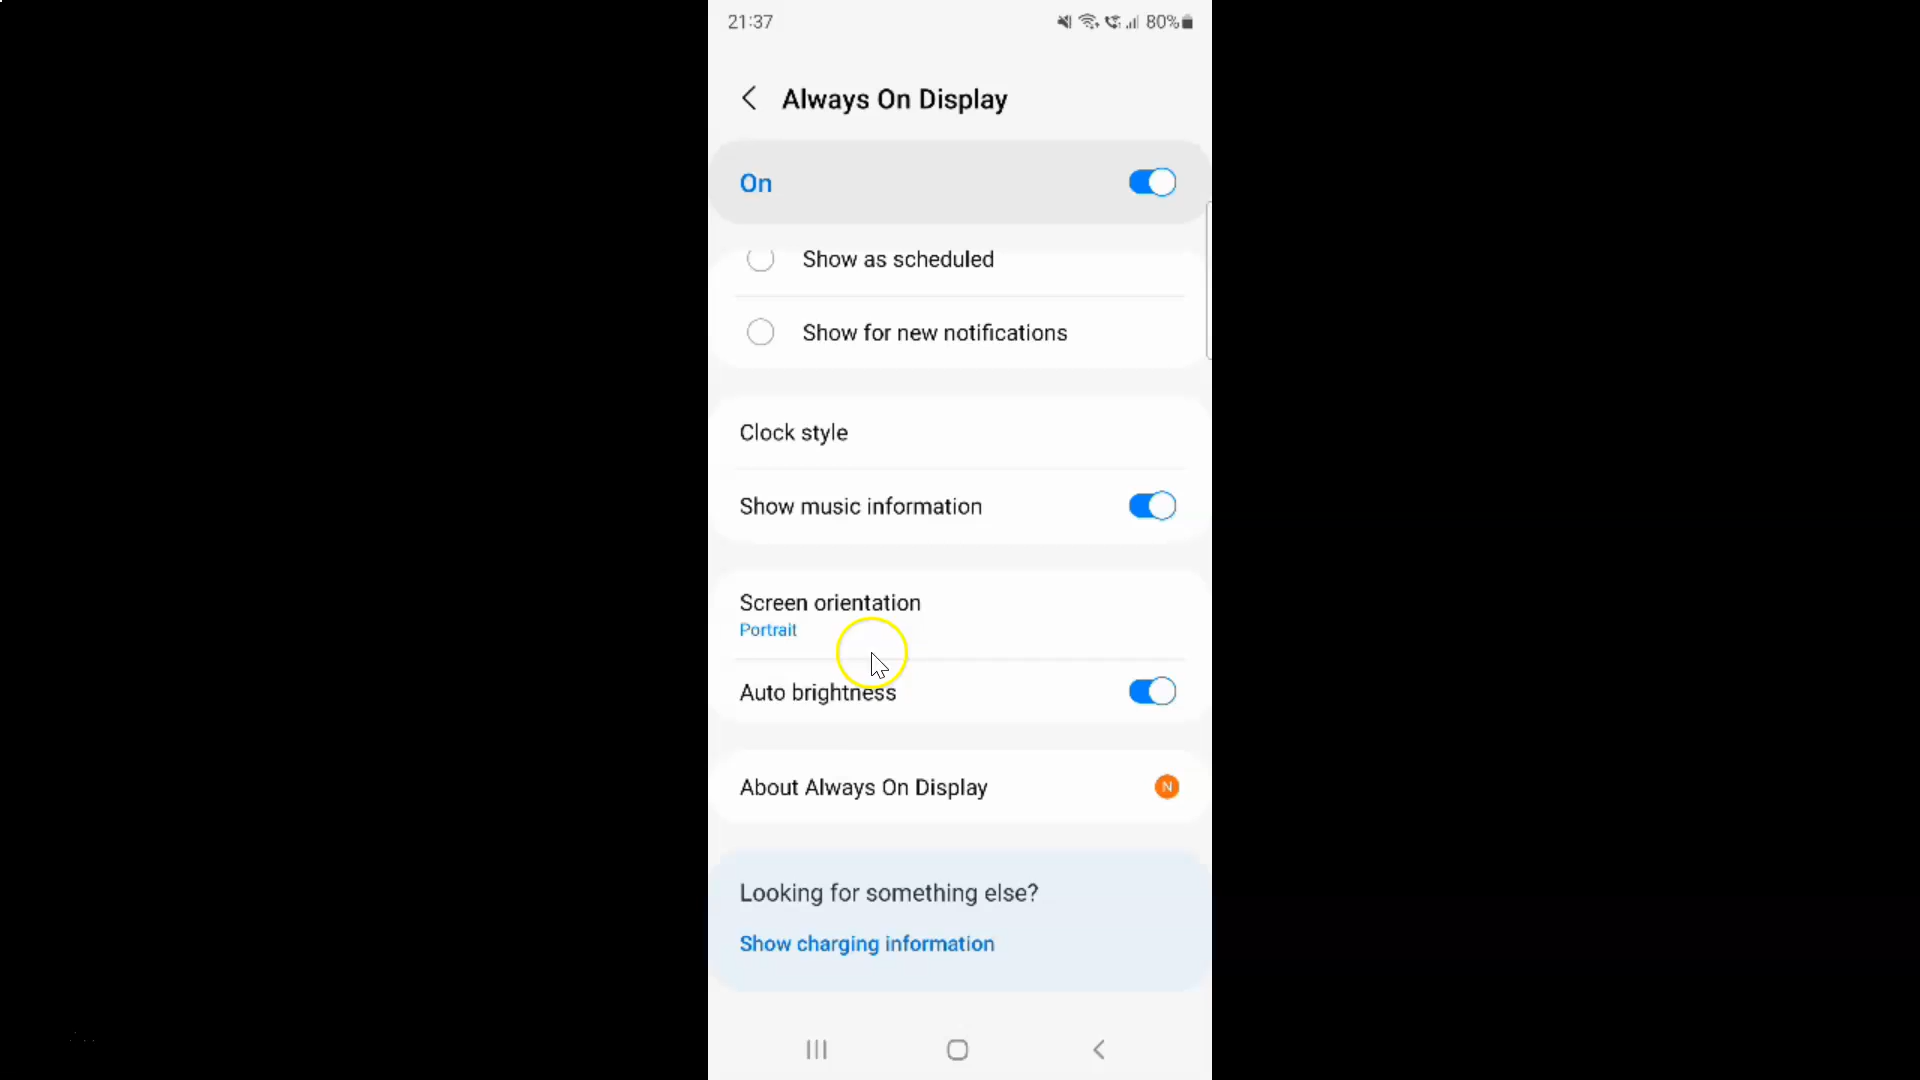 21:37
80%
Always On Display
On
Show as scheduled
Show for new notifications
Clock style
Show music information
Screen orientation
Portrait
Auto brightness
About Always On Display
N
Looking for something else?
Show charging information